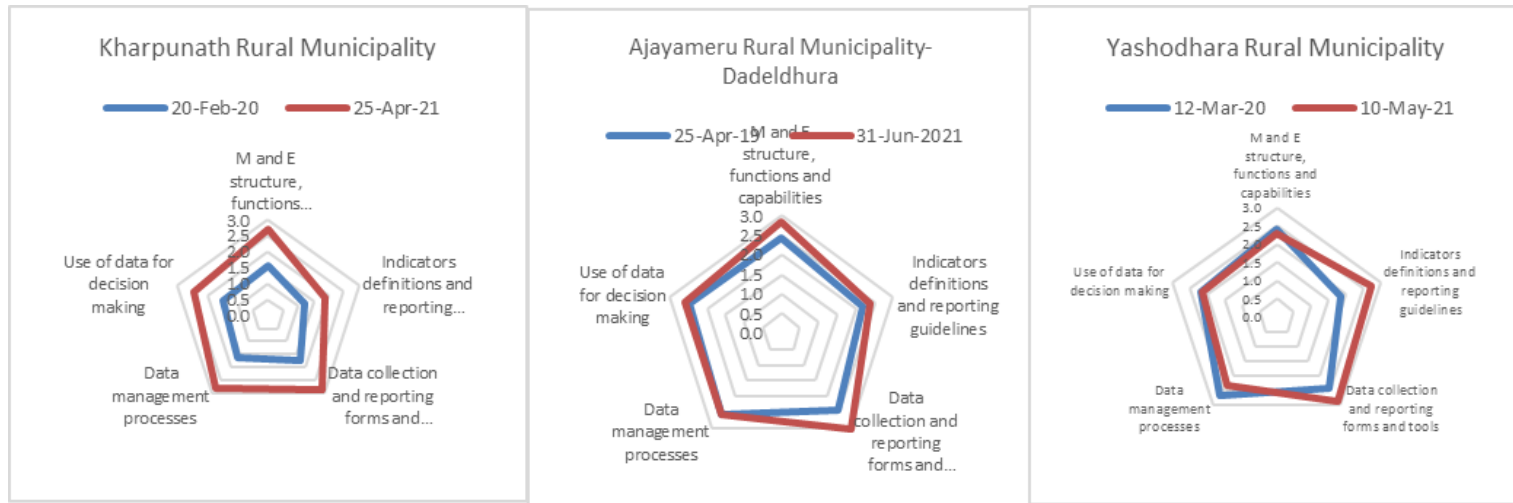 Kharpunath Rural Municipality
20-Feb-20
25-Apr-21
M and E
structure,
functions...
3.0
2.5
2.0
1.5
1.0
0.5
0.0
Indicators
definitions and
reporting...
Data collection
and reporting
forms and...
Data
management
processes
Use of data for
decision
making
Ajayameru Rural Municipality-
Dadeldhura
25-Apr-19
31-Jun-2021
M and E
structure,
functions and
capabilities
3.0
2.5
2.0
1.5
1.0
0.5
0.0
Indicators
definitions
and reporting
guidelines
Data
collection and
reporting
forms and...
Data
management
processes
Use of data
for decision
making
Yashodhara Rural Municipality
12-Mar-20
10-May-21
M and E
structure,
functions and
capabilities
3.0
2.5
2.0
1.5
1.0
0.5
0.0
Indicators
definitions and
reporting
guidelines
Data collection
and reporting
forms and tools
Data
management
processes
Use of data for
decision making